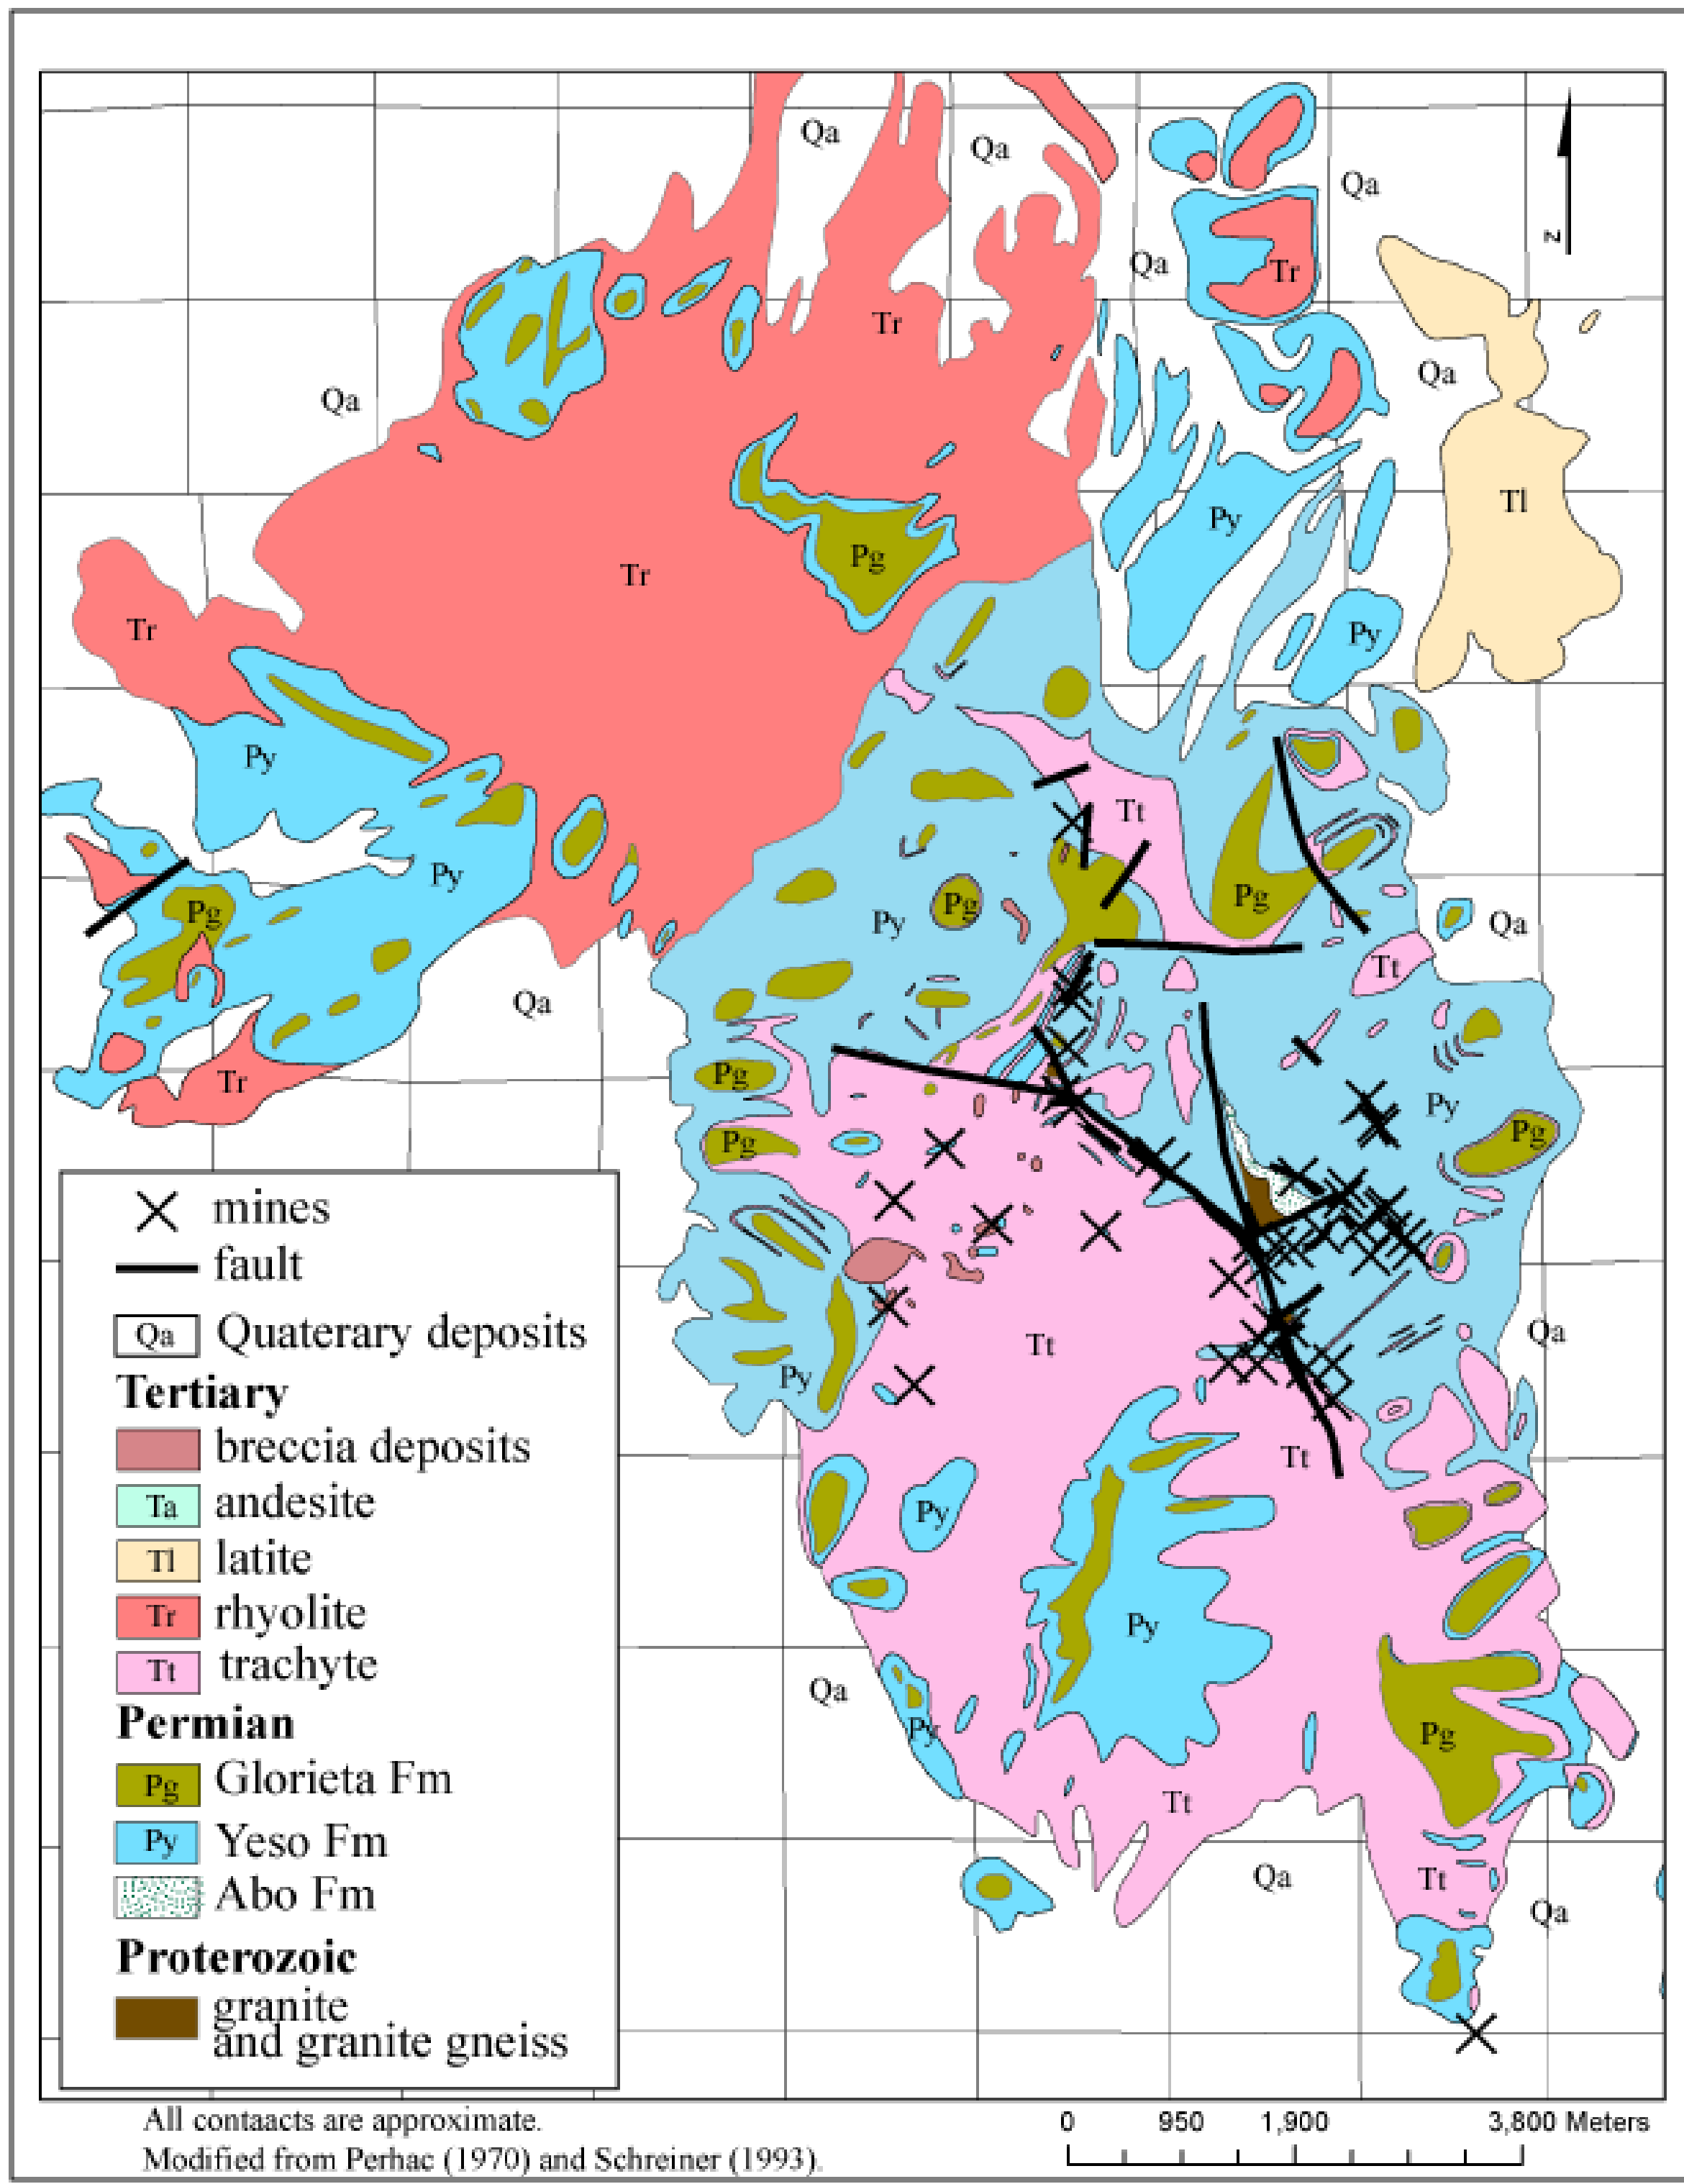 Qa
Qa
Qa
z
Qa
Tr
Tr
Qa
Qa
Tl
Py
Pg
Tr
Tr
Py
Py
Tt
Py
Pg
Pg
Pg
Py
Qa
Tt
Qa
Pg
Tr
Py
Pg
Pg
Tt
Qa
Py
Tt
Py
Py
Qa
Py
Pg
Tt
Qa
Tt
Qa
mines
fault
Qa Quaterary deposits
Tertiary
breccia deposits
Ta andesite
Tl latite
Tr rhyolite
Tt trachyte
Permian
Pg Glorieta Fm
Py Yeso Fm
Abo Fm
Proterozoic
granite
and granite gneiss
All contaacts are approximate.
Modified from Perhac (1970) and Schreiner (1993).
0 950 1,900 3,800 Meters